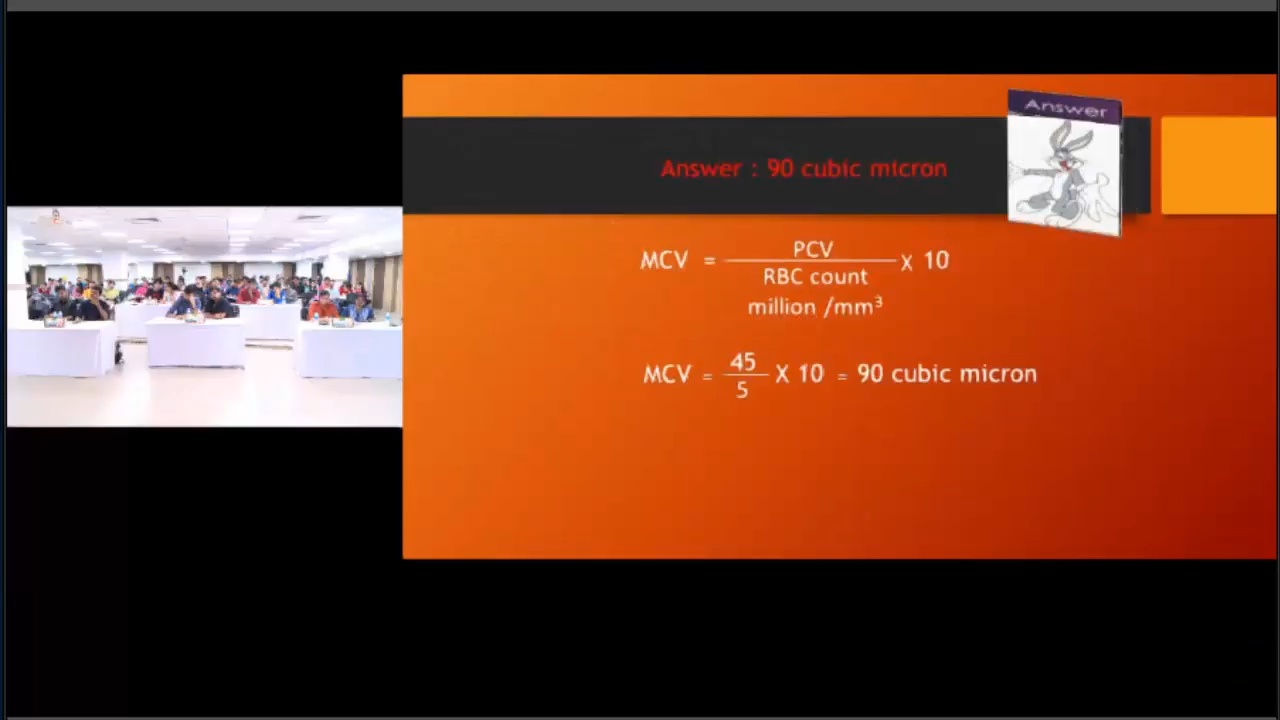 Answer
Answer : 90 cubic micron
MCV = PCV / RBC count million /mm³ x 10
MCV = 45 / 5 X 10 = 90 cubic micron